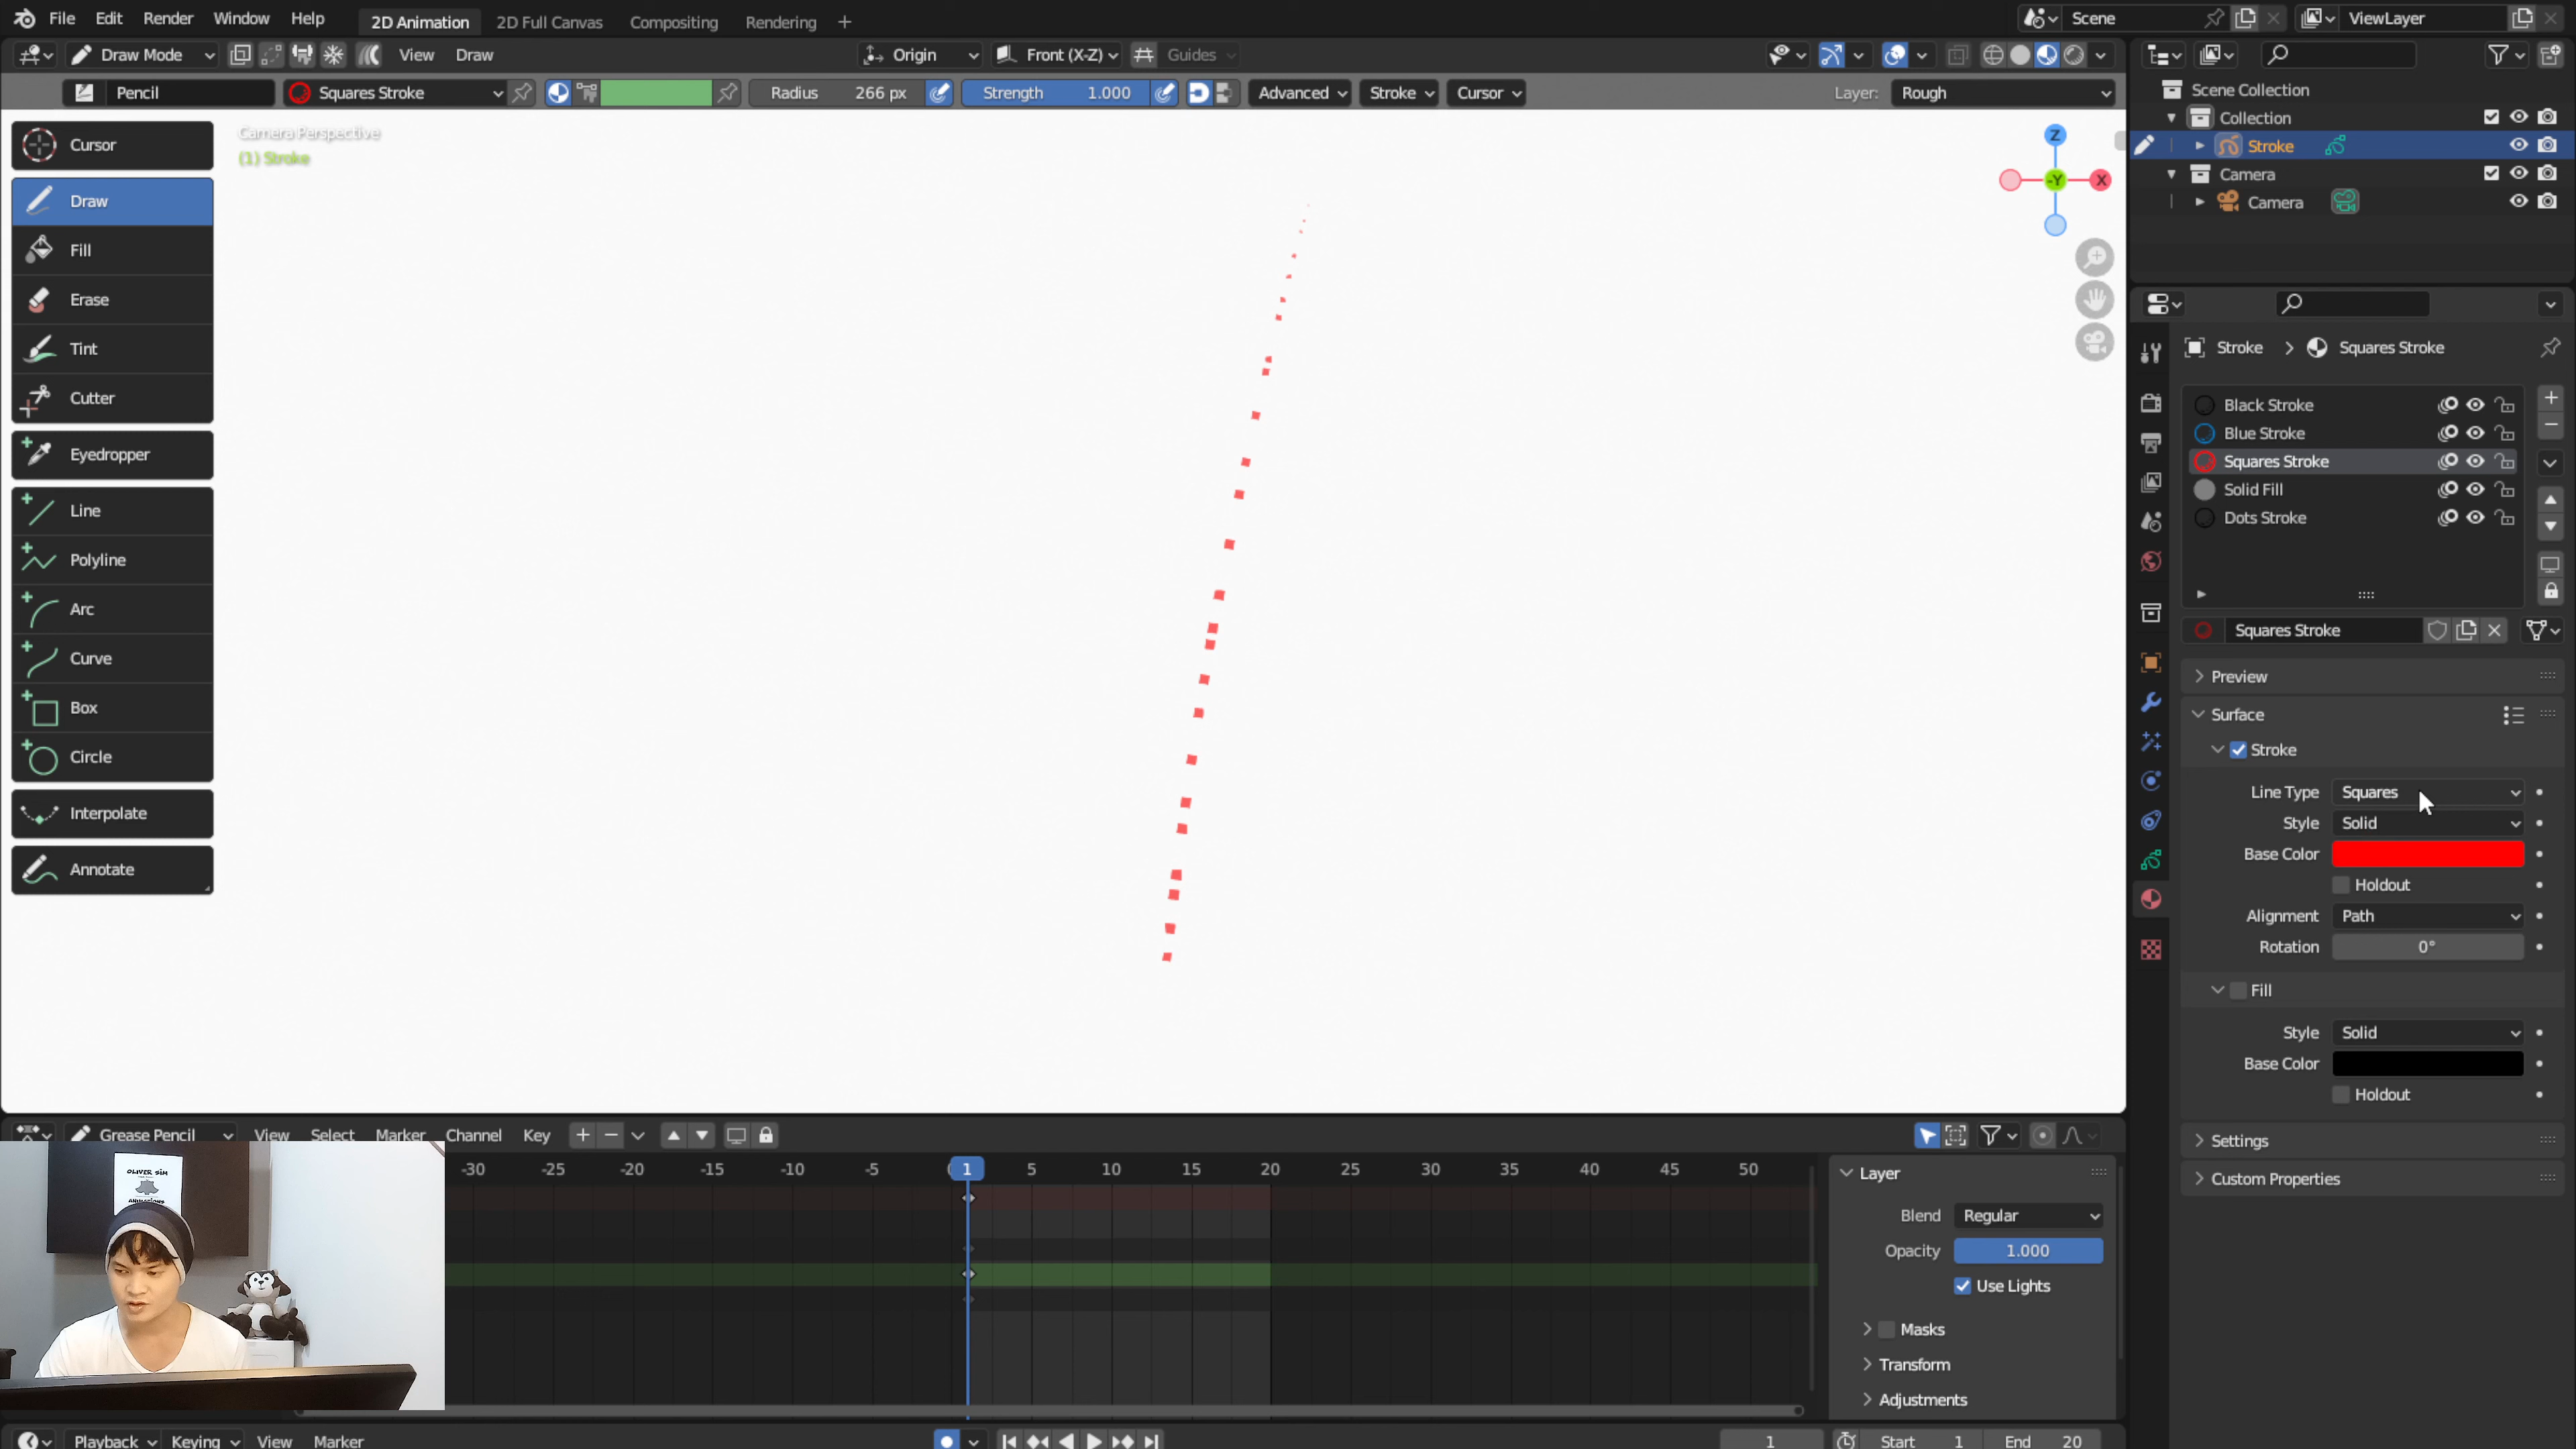 File Edit Render Window Help 2D Animation 2D Full Canvas Compositing Rendering + Scene ViewLayer
Draw Mode View Draw Origin Front (X-Z) Guides
Pencil Squares Stroke Radius 266 px Strength 1.000 Advanced Stroke Cursor Layer: Rough
Scene Collection
Collection
Stroke
Camera
Camera
Camera Perspective
(1) Stroke
Z
-Y
X
Cursor
Draw
Fill
Erase
Tint
Cutter
Eyedropper
Line
Polyline
Arc
Curve
Box
Circle
Interpolate
Annotate
Stroke > Squares Stroke
Black Stroke
Blue Stroke
Squares Stroke
Solid Fill
Dots Stroke
Squares Stroke
Preview
Surface
Stroke
Line Type Squares
Style Solid
Base Color
Holdout
Alignment Path
Rotation 0°
Fill
Style Solid
Base Color
Holdout
Settings
Custom Properties
Grease Pencil View Select Marker Channel Key
-30 -25 -20 -15 -10 -5 1 5 10 15 20 25 30 35 40 45 50
Layer
Blend Regular
Opacity 1.000
Use Lights
Masks
Transform
Adjustments
OLIVER SIM
ANIMATIONS
Playback Keying View Marker 1 Start 1 End 20